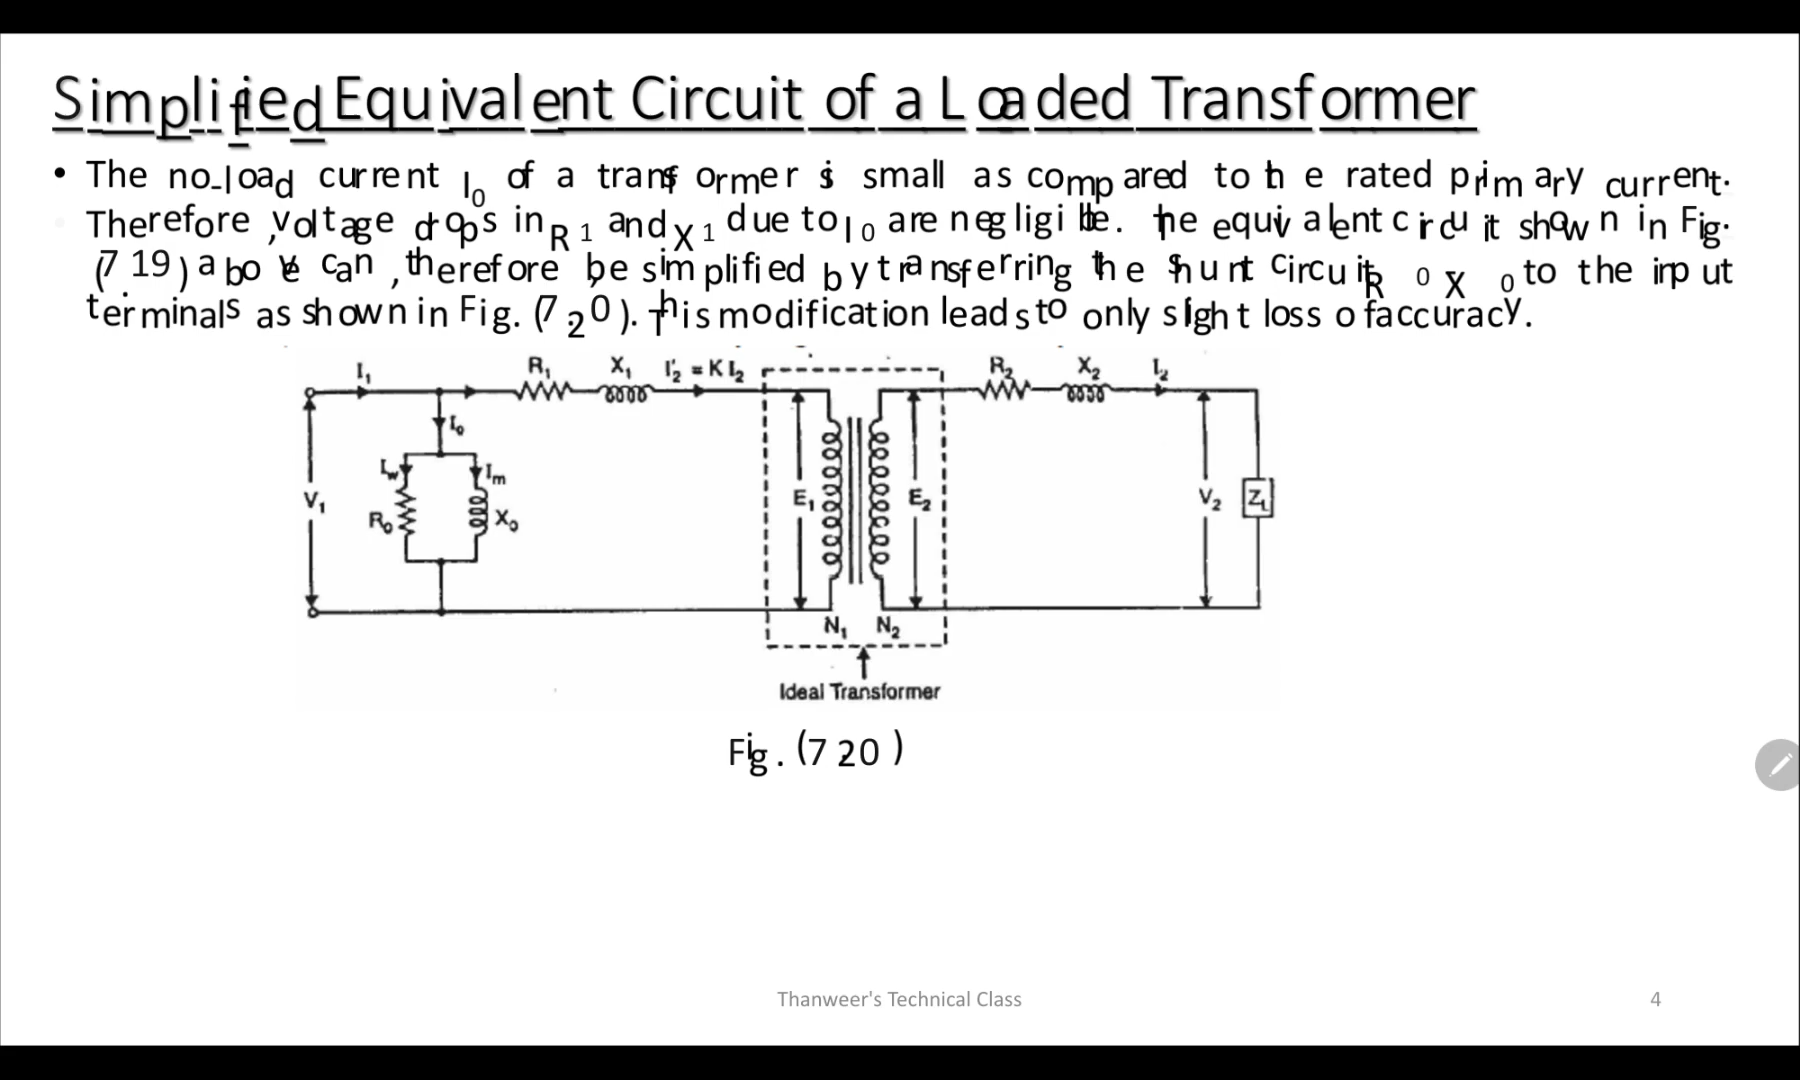 Simplified Equivalent Circuit of a Loaded Transformer
• The no-load current I0 of a transformer is small as compared to the rated primary current.
Therefore, voltage drops in R1 and X1 due to I0 are negligible. The equivalent circuit shown in Fig.
(7.19) above can, therefore, be simplified by transferring the shunt circuit R0 X0 to the input
terminals as shown in Fig. (7.20). This modification leads to only slight loss of accuracy.
I1 R1 X1 I'2 = K I2 R2 X2 I2
I0
Iw Im
V1 R0 X0 E1 E2 V2 ZL
N1 N2
Ideal Transformer
Fig. (7.20)
Thanweer's Technical Class 4